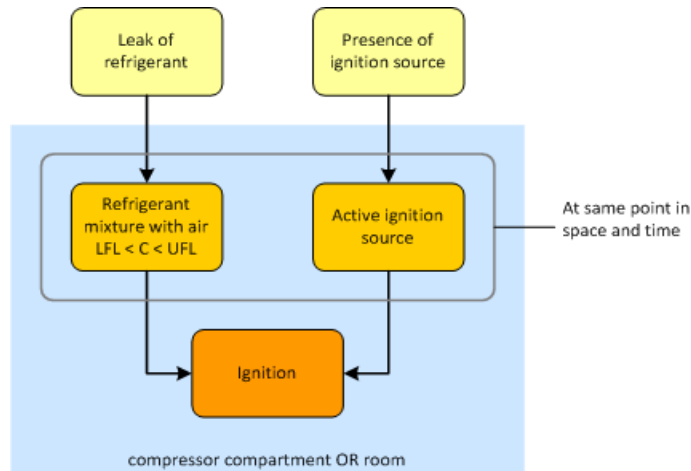 Leak of
refrigerant
Presence of
ignition source
Refrigerant
mixture with air
LFL < C < UFL
Active ignition
source
At same point in
space and time
Ignition
compressor compartment OR room